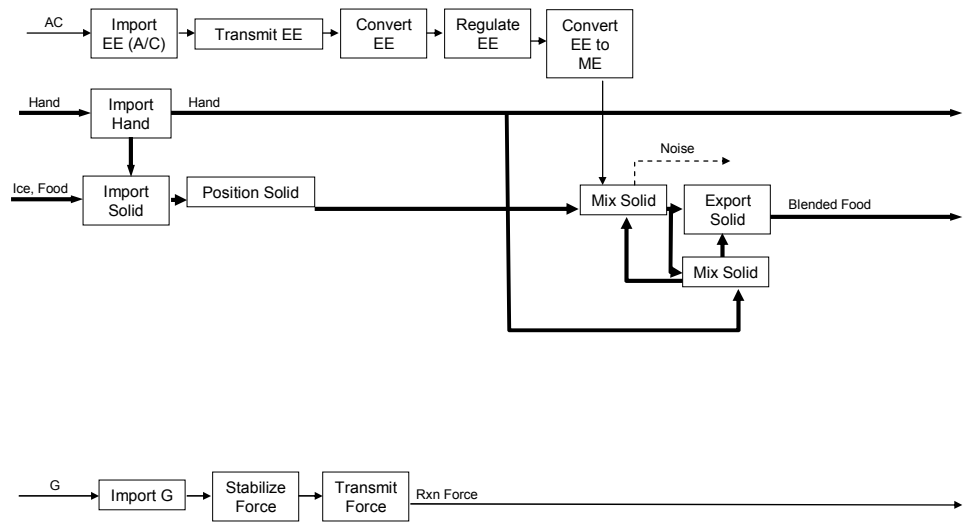 AC
Import
EE (A/C)
Transmit EE
Convert
EE
Regulate
EE
Convert
EE to
ME
Hand
Import
Hand
Hand
Noise
Ice, Food
Import
Solid
Position Solid
Mix Solid
Export
Solid
Blended Food
Mix Solid
G
Import G
Stabilize
Force
Transmit
Force
Rxn Force